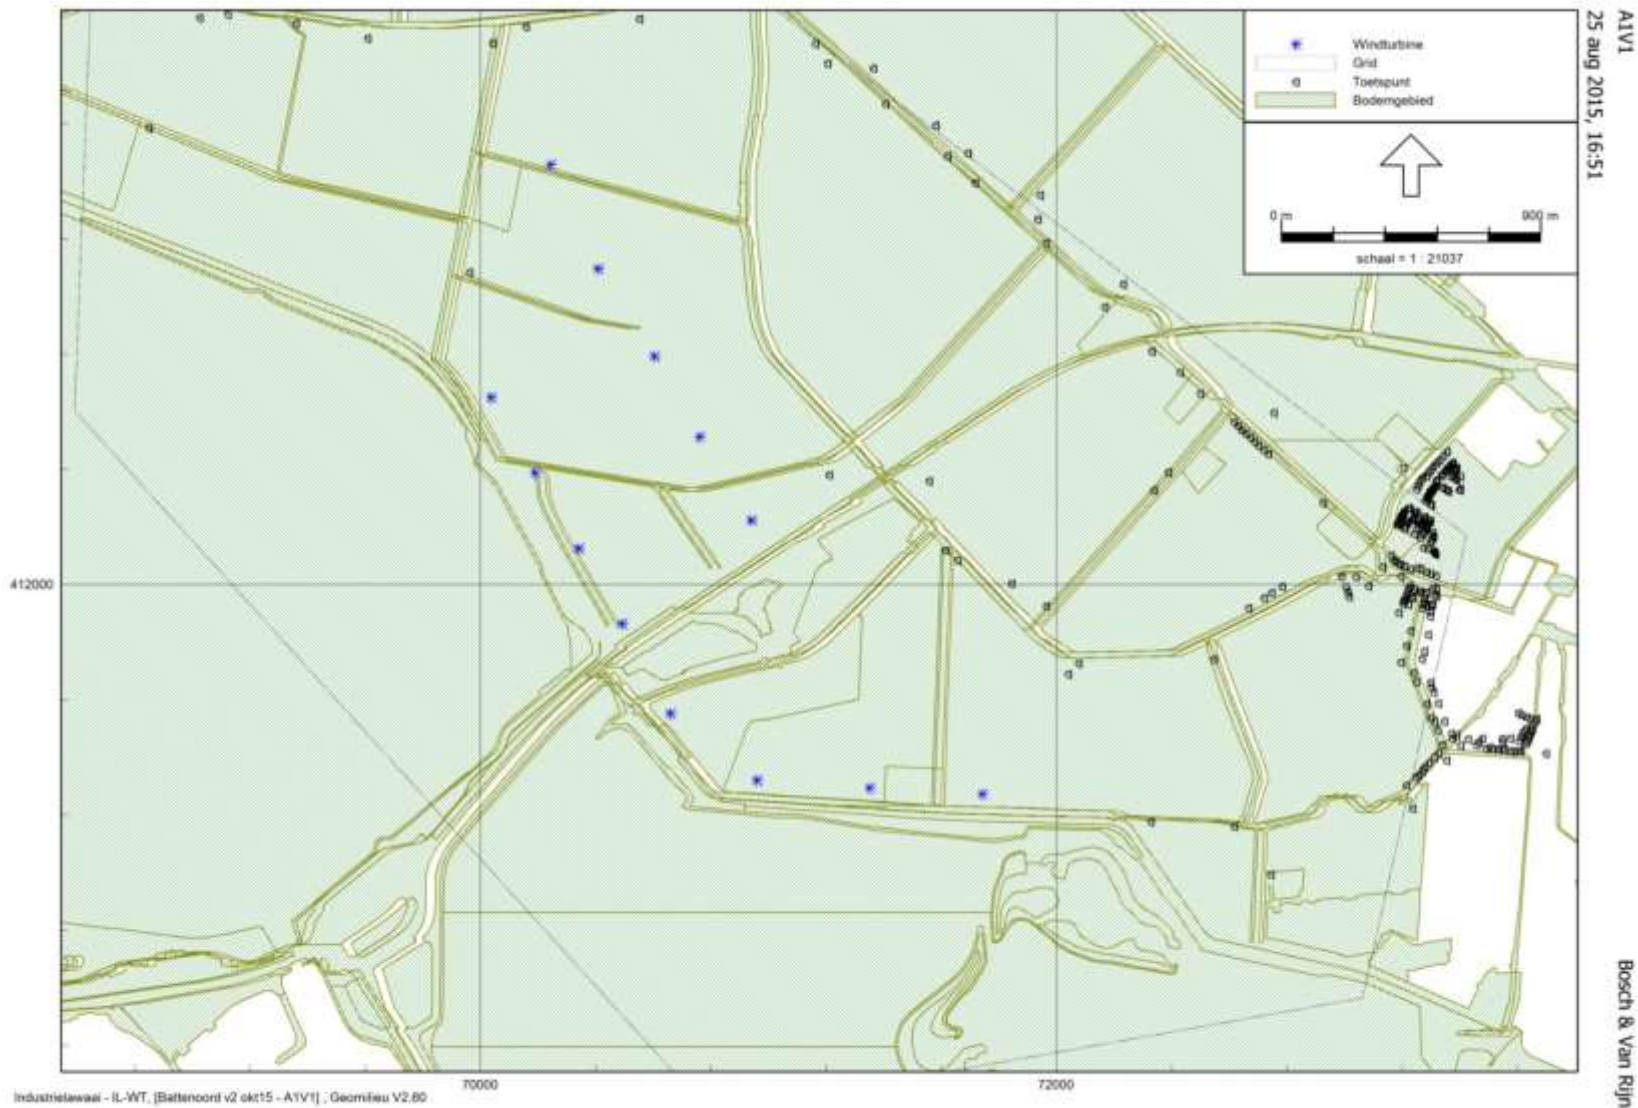 A1V1
25 aug 2015, 16:51
Windturbine
Grid
Toetspunt
Bodemgebied
0 m 900 m
schaal = 1 : 21037
412000
70000 72000
Industrielawaai - IL-WT, [Battenoord v2 okt15 - A1V1] , Geomilieu V2.60
Bosch & Van Rijn